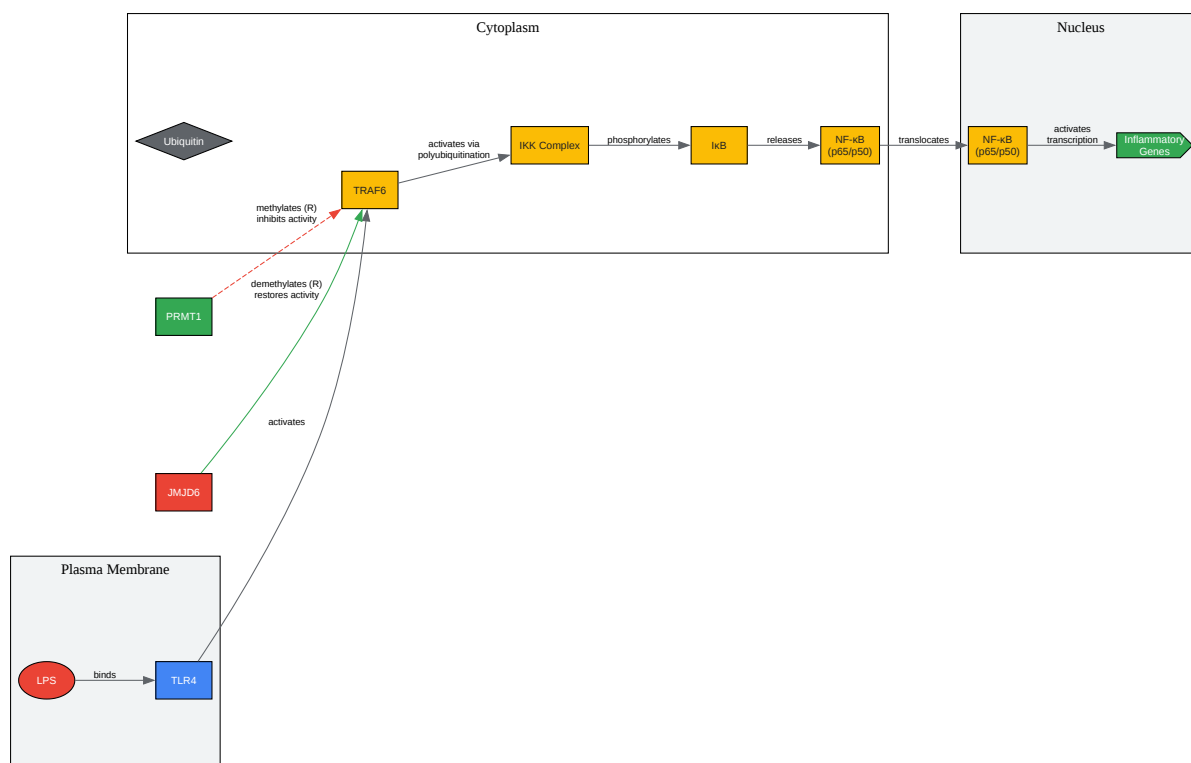 Cytoplasm
Nucleus
Ubiquitin
activates via
polyubiquitination
IKK Complex
phosphorylates
IκB
releases
NF-κB
(p65/p50)
translocates
NF-κB
(p65/p50)
activates
transcription
Inflammatory
Genes
TRAF6
methylates (R)
inhibits activity
demethylates (R)
restores activity
PRMT1
activates
JMJD6
Plasma Membrane
LPS
binds
TLR4